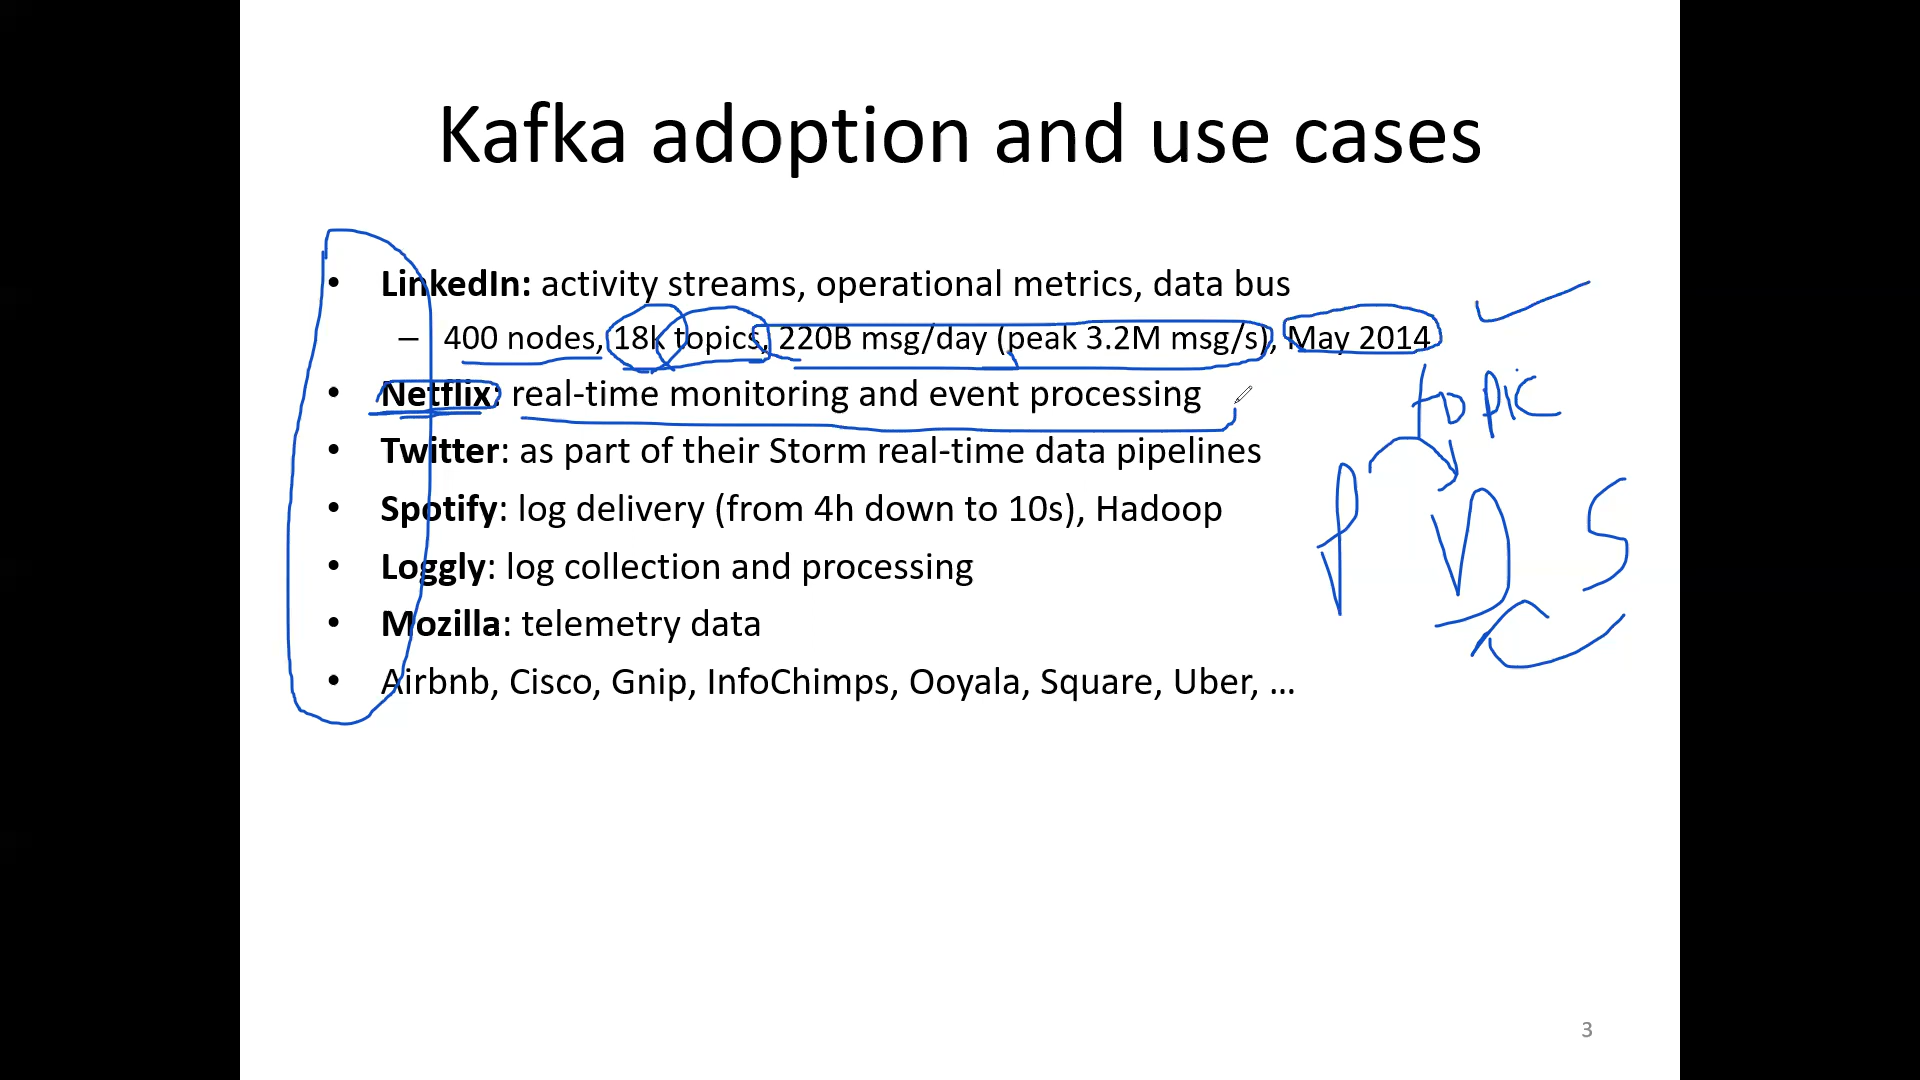 Kafka adoption and use cases
• LinkedIn: activity streams, operational metrics, data bus
– 400 nodes, 18k topics, 220B msg/day (peak 3.2M msg/s), May 2014
• Netflix: real-time monitoring and event processing
topic
• Twitter: as part of their Storm real-time data pipelines
• Spotify: log delivery (from 4h down to 10s), Hadoop
P D S
• Loggly: log collection and processing
• Mozilla: telemetry data
• Airbnb, Cisco, Gnip, InfoChimps, Ooyala, Square, Uber, ...
3